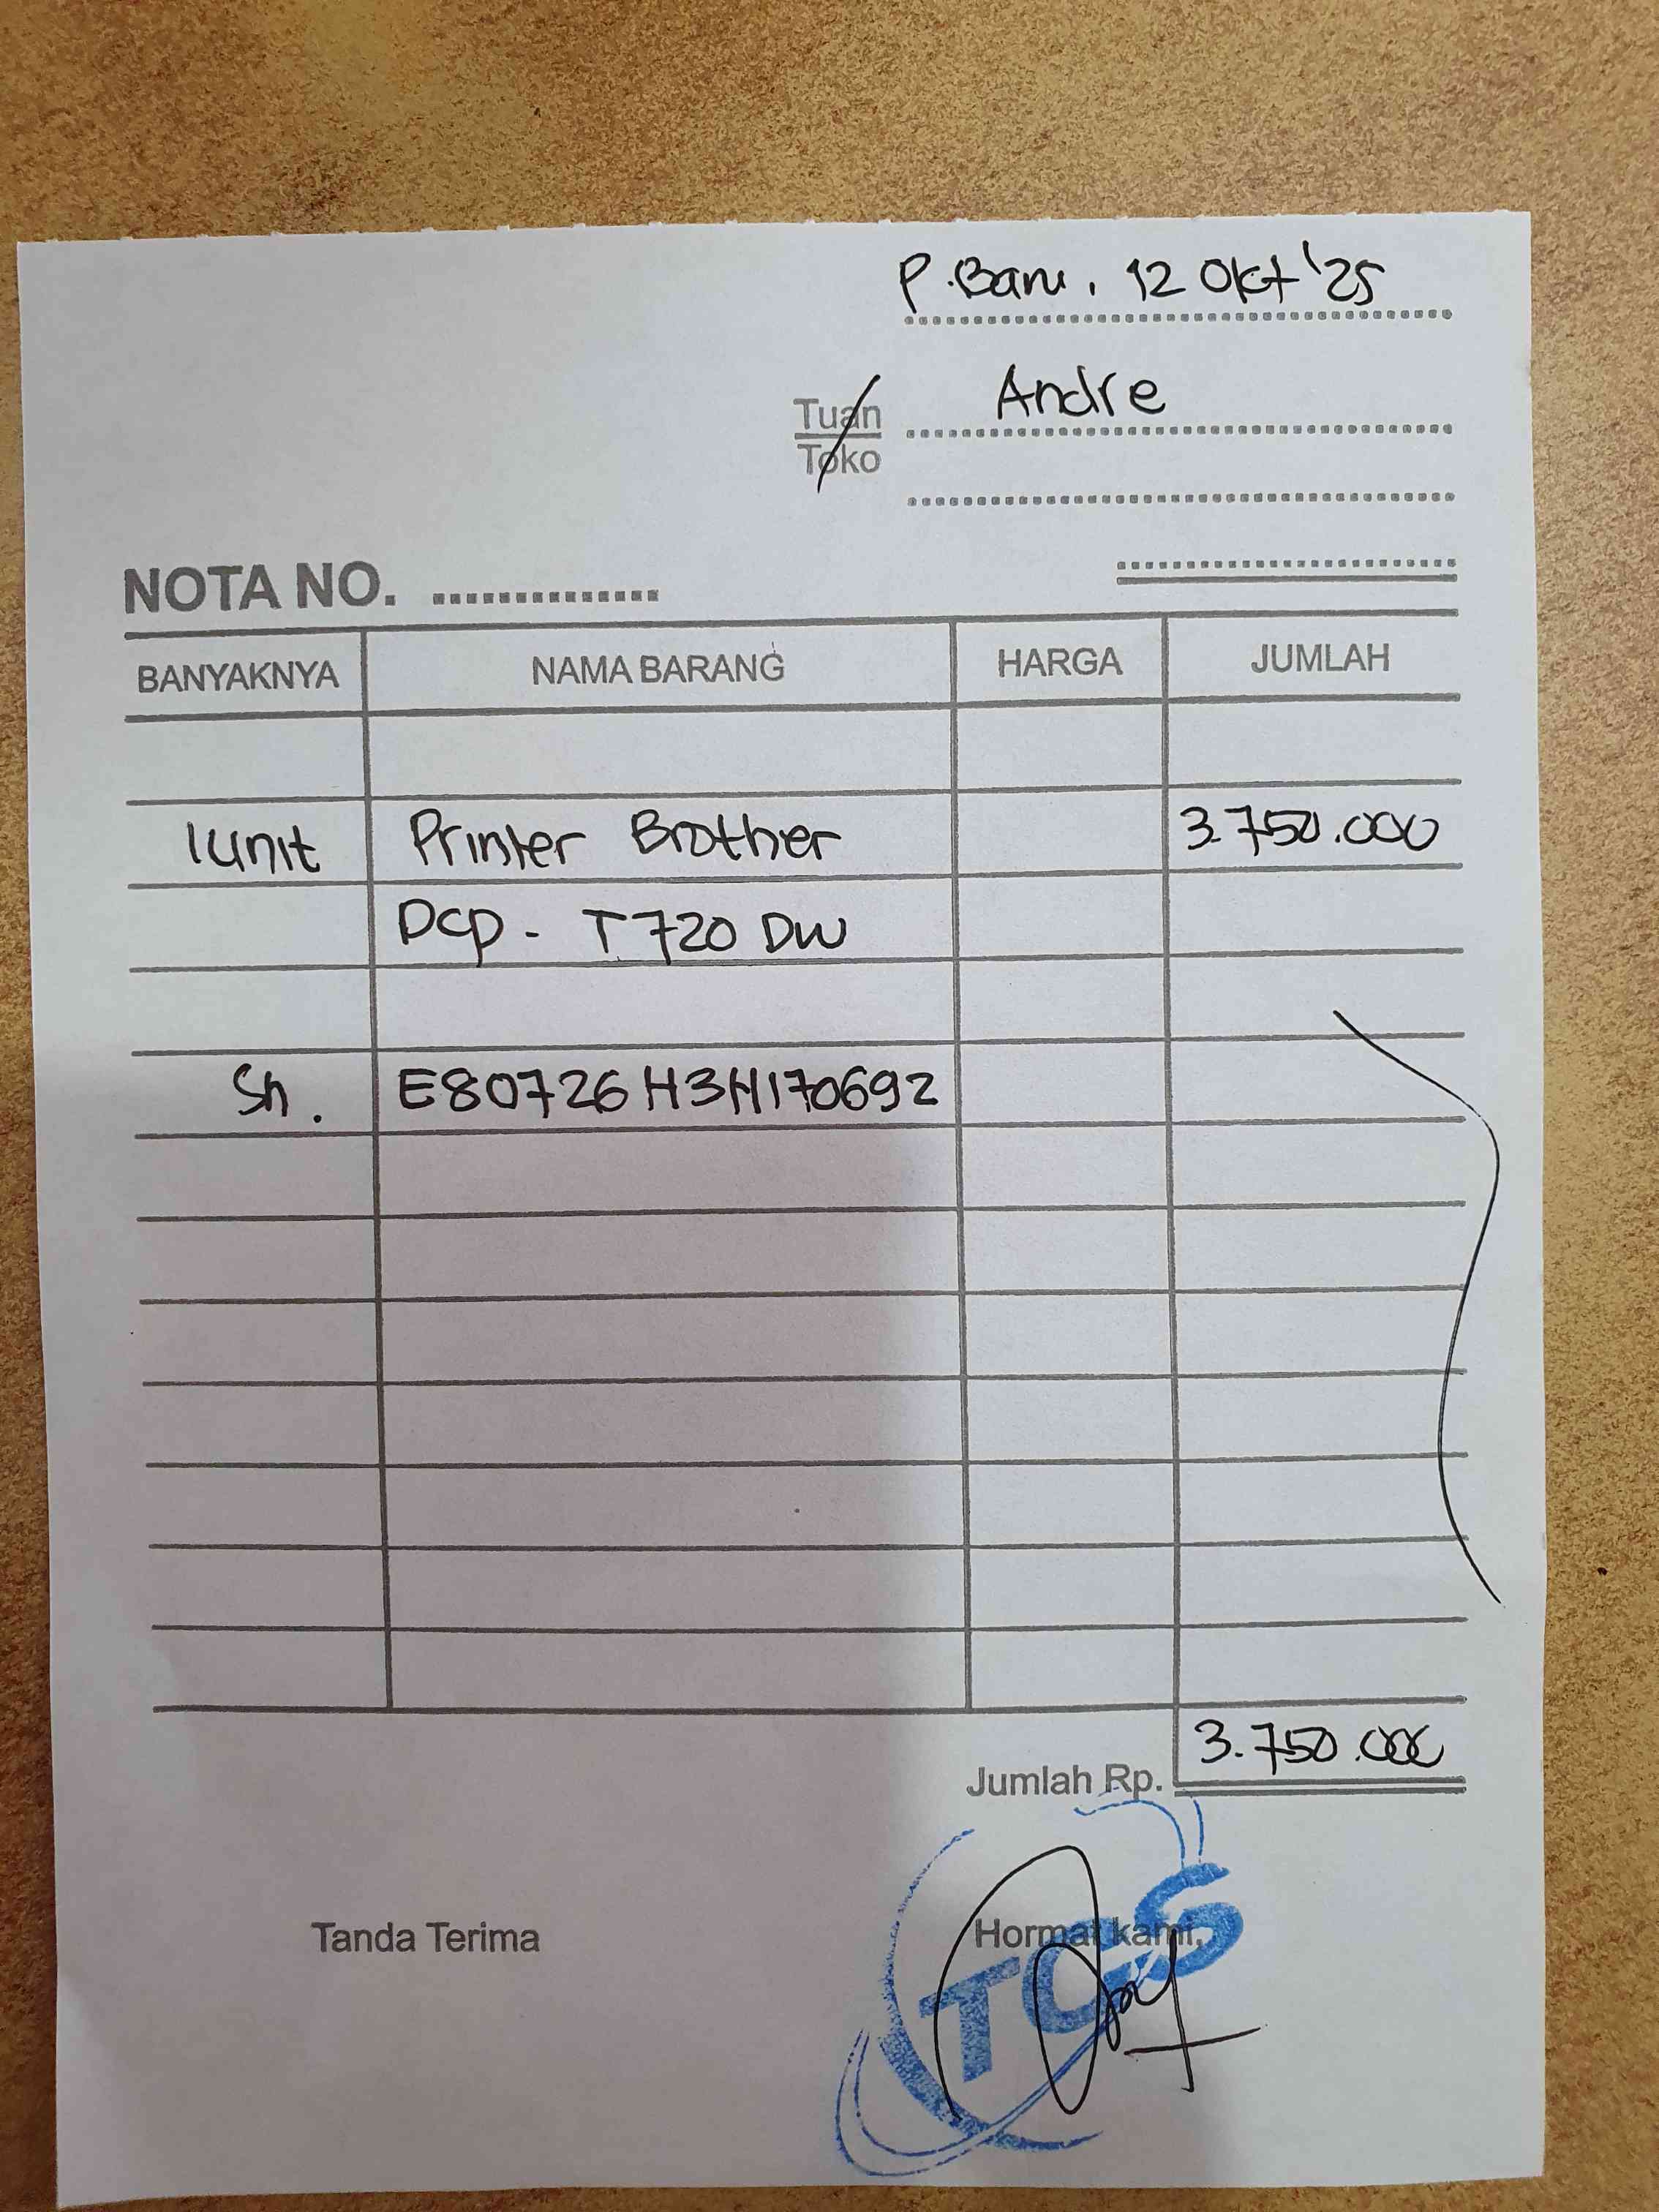 P.Baru, 12 Okt '25
Tuan Andre
Toko
NOTA NO. ...............
BANYAKNYA NAMA BARANG HARGA JUMLAH
1unit Printer Brother 3.750.000
DCP - T720 DW
Sn. E80726H3H170692
Jumlah Rp. 3.750.000
Tanda Terima Hormat kami,
TCS